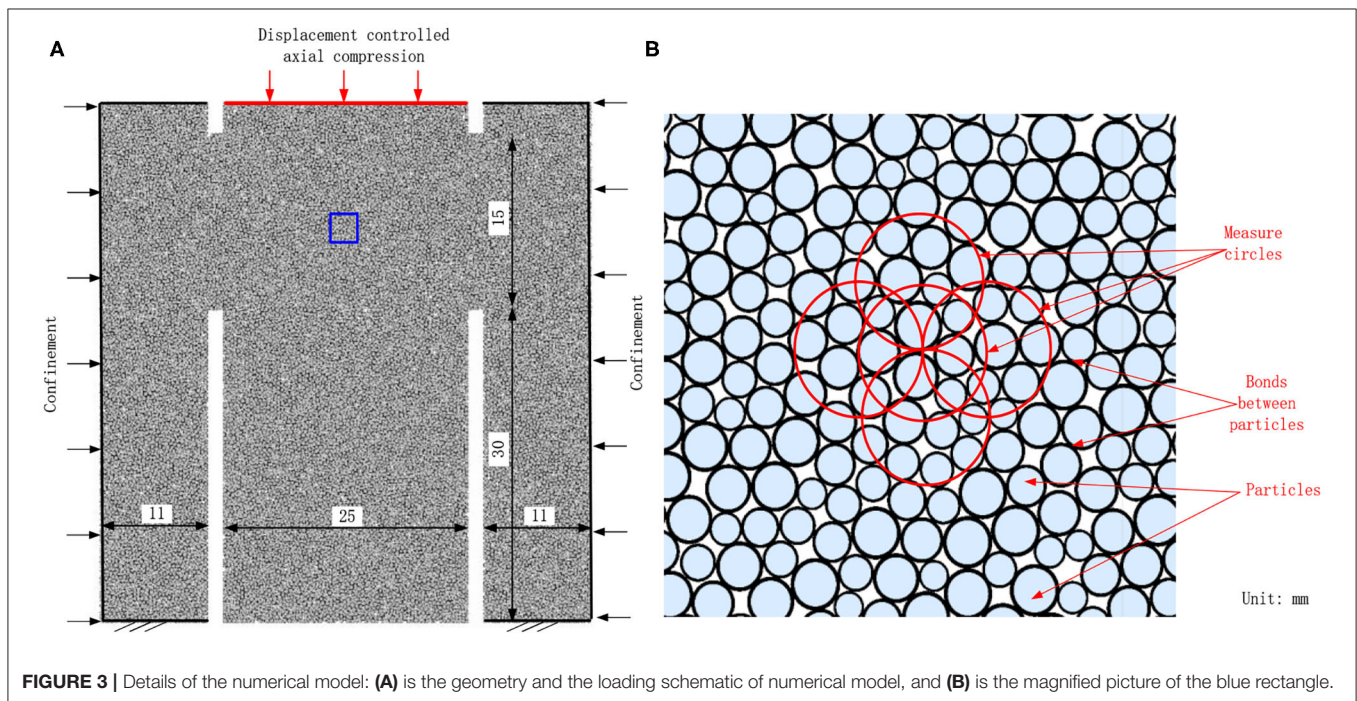 A
Displacement controlled
axial compression
Confinement
15
30
11
25
11
Confinement
B
Measure
circles
Bonds
between
particles
Particles
Unit: mm
FIGURE 3 | Details of the numerical model: (A) is the geometry and the loading schematic of numerical model, and (B) is the magnified picture of the blue rectangle.